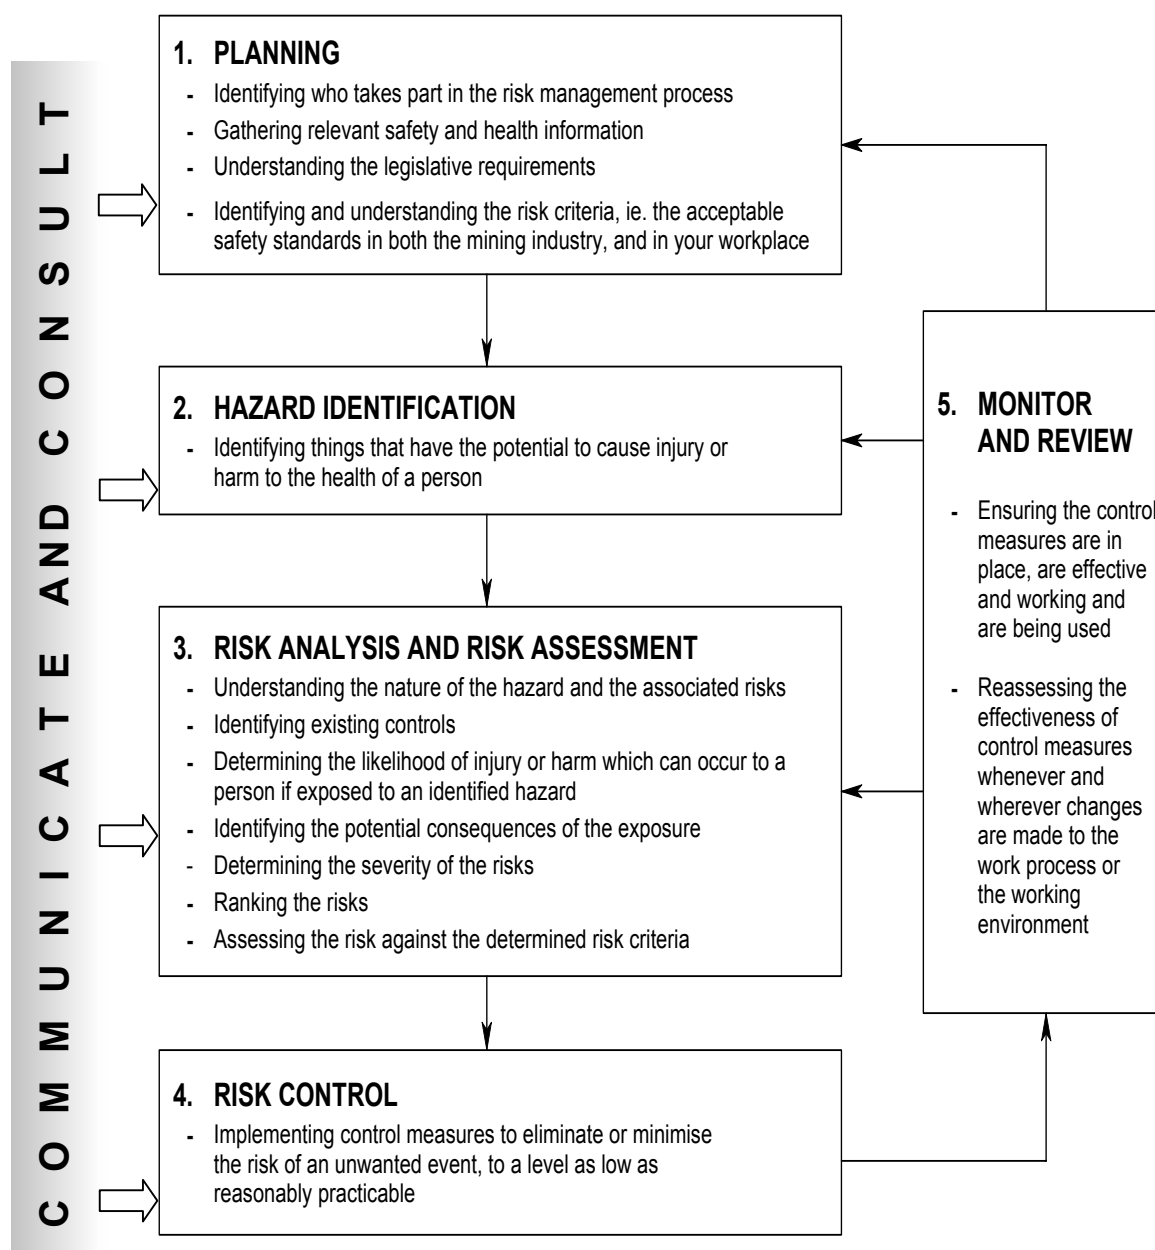 COMMUNICATE AND CONSULT
1. PLANNING
- Identifying who takes part in the risk management process
- Gathering relevant safety and health information
- Understanding the legislative requirements
- Identifying and understanding the risk criteria, ie. the acceptable
safety standards in both the mining industry, and in your workplace
2. HAZARD IDENTIFICATION
- Identifying things that have the potential to cause injury or
harm to the health of a person
3. RISK ANALYSIS AND RISK ASSESSMENT
- Understanding the nature of the hazard and the associated risks
- Identifying existing controls
- Determining the likelihood of injury or harm which can occur to a
person if exposed to an identified hazard
- Identifying the potential consequences of the exposure
- Determining the severity of the risks
- Ranking the risks
- Assessing the risk against the determined risk criteria
4. RISK CONTROL
- Implementing control measures to eliminate or minimise
the risk of an unwanted event, to a level as low as
reasonably practicable
5. MONITOR
AND REVIEW
- Ensuring the control
measures are in
place, are effective
and working and
are being used
- Reassessing the
effectiveness of
control measures
whenever and
wherever changes
are made to the
work process or
the working
environment